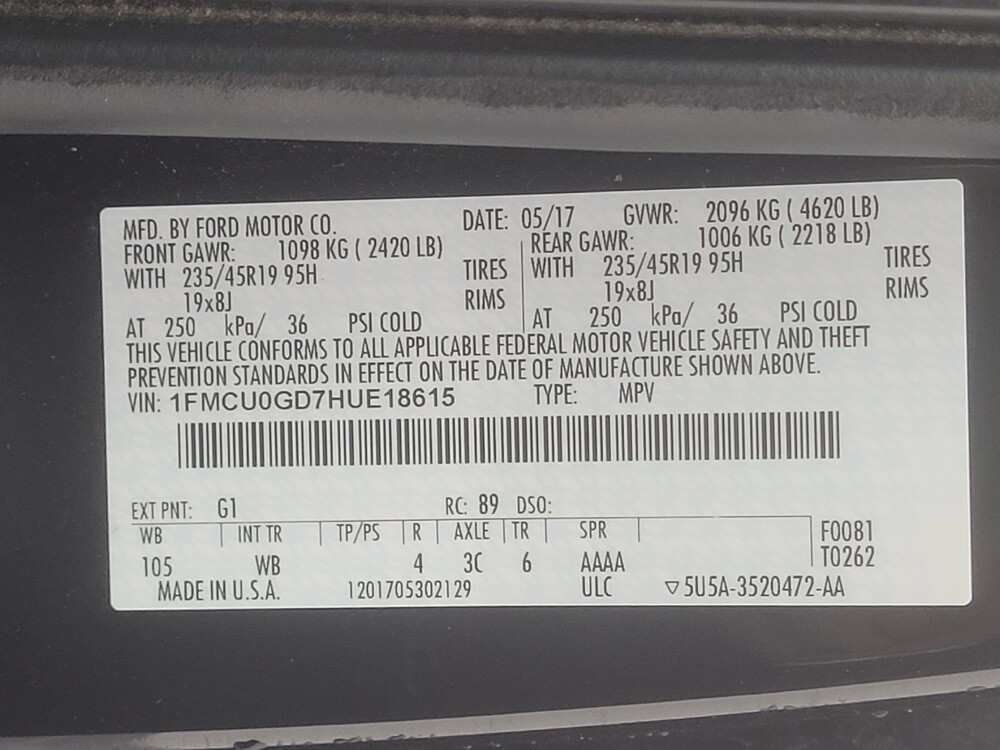 MFD. BY FORD MOTOR CO. DATE: 05/17 GVWR: 2096 KG ( 4620 LB)
FRONT GAWR: 1098 KG ( 2420 LB) REAR GAWR: 1006 KG ( 2218 LB)
WITH 235/45R19 95H TIRES WITH 235/45R19 95H TIRES
19x8J RIMS 19x8J RIMS
AT 250 kPa/ 36 PSI COLD AT 250 kPa/ 36 PSI COLD
THIS VEHICLE CONFORMS TO ALL APPLICABLE FEDERAL MOTOR VEHICLE SAFETY AND THEFT
PREVENTION STANDARDS IN EFFECT ON THE DATE OF MANUFACTURE SHOWN ABOVE.
VIN: 1FMCU0GD7HUE18615 TYPE: MPV
EXT PNT: G1 RC: 89 DSO:
WB INT TR TP/PS R AXLE TR SPR F0081
105 WB 4 3C 6 AAAA T0262
MADE IN U.S.A. 1201705302129 ULC ▽5U5A-3520472-AA